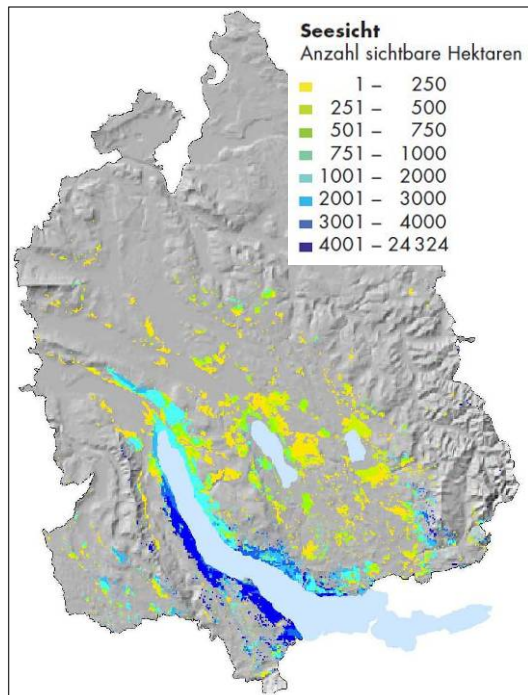 Seesicht
Anzahl sichtbare Hektaren
1 – 250
251 – 500
501 – 750
751 – 1000
1001 – 2000
2001 – 3000
3001 – 4000
4001 – 24 324